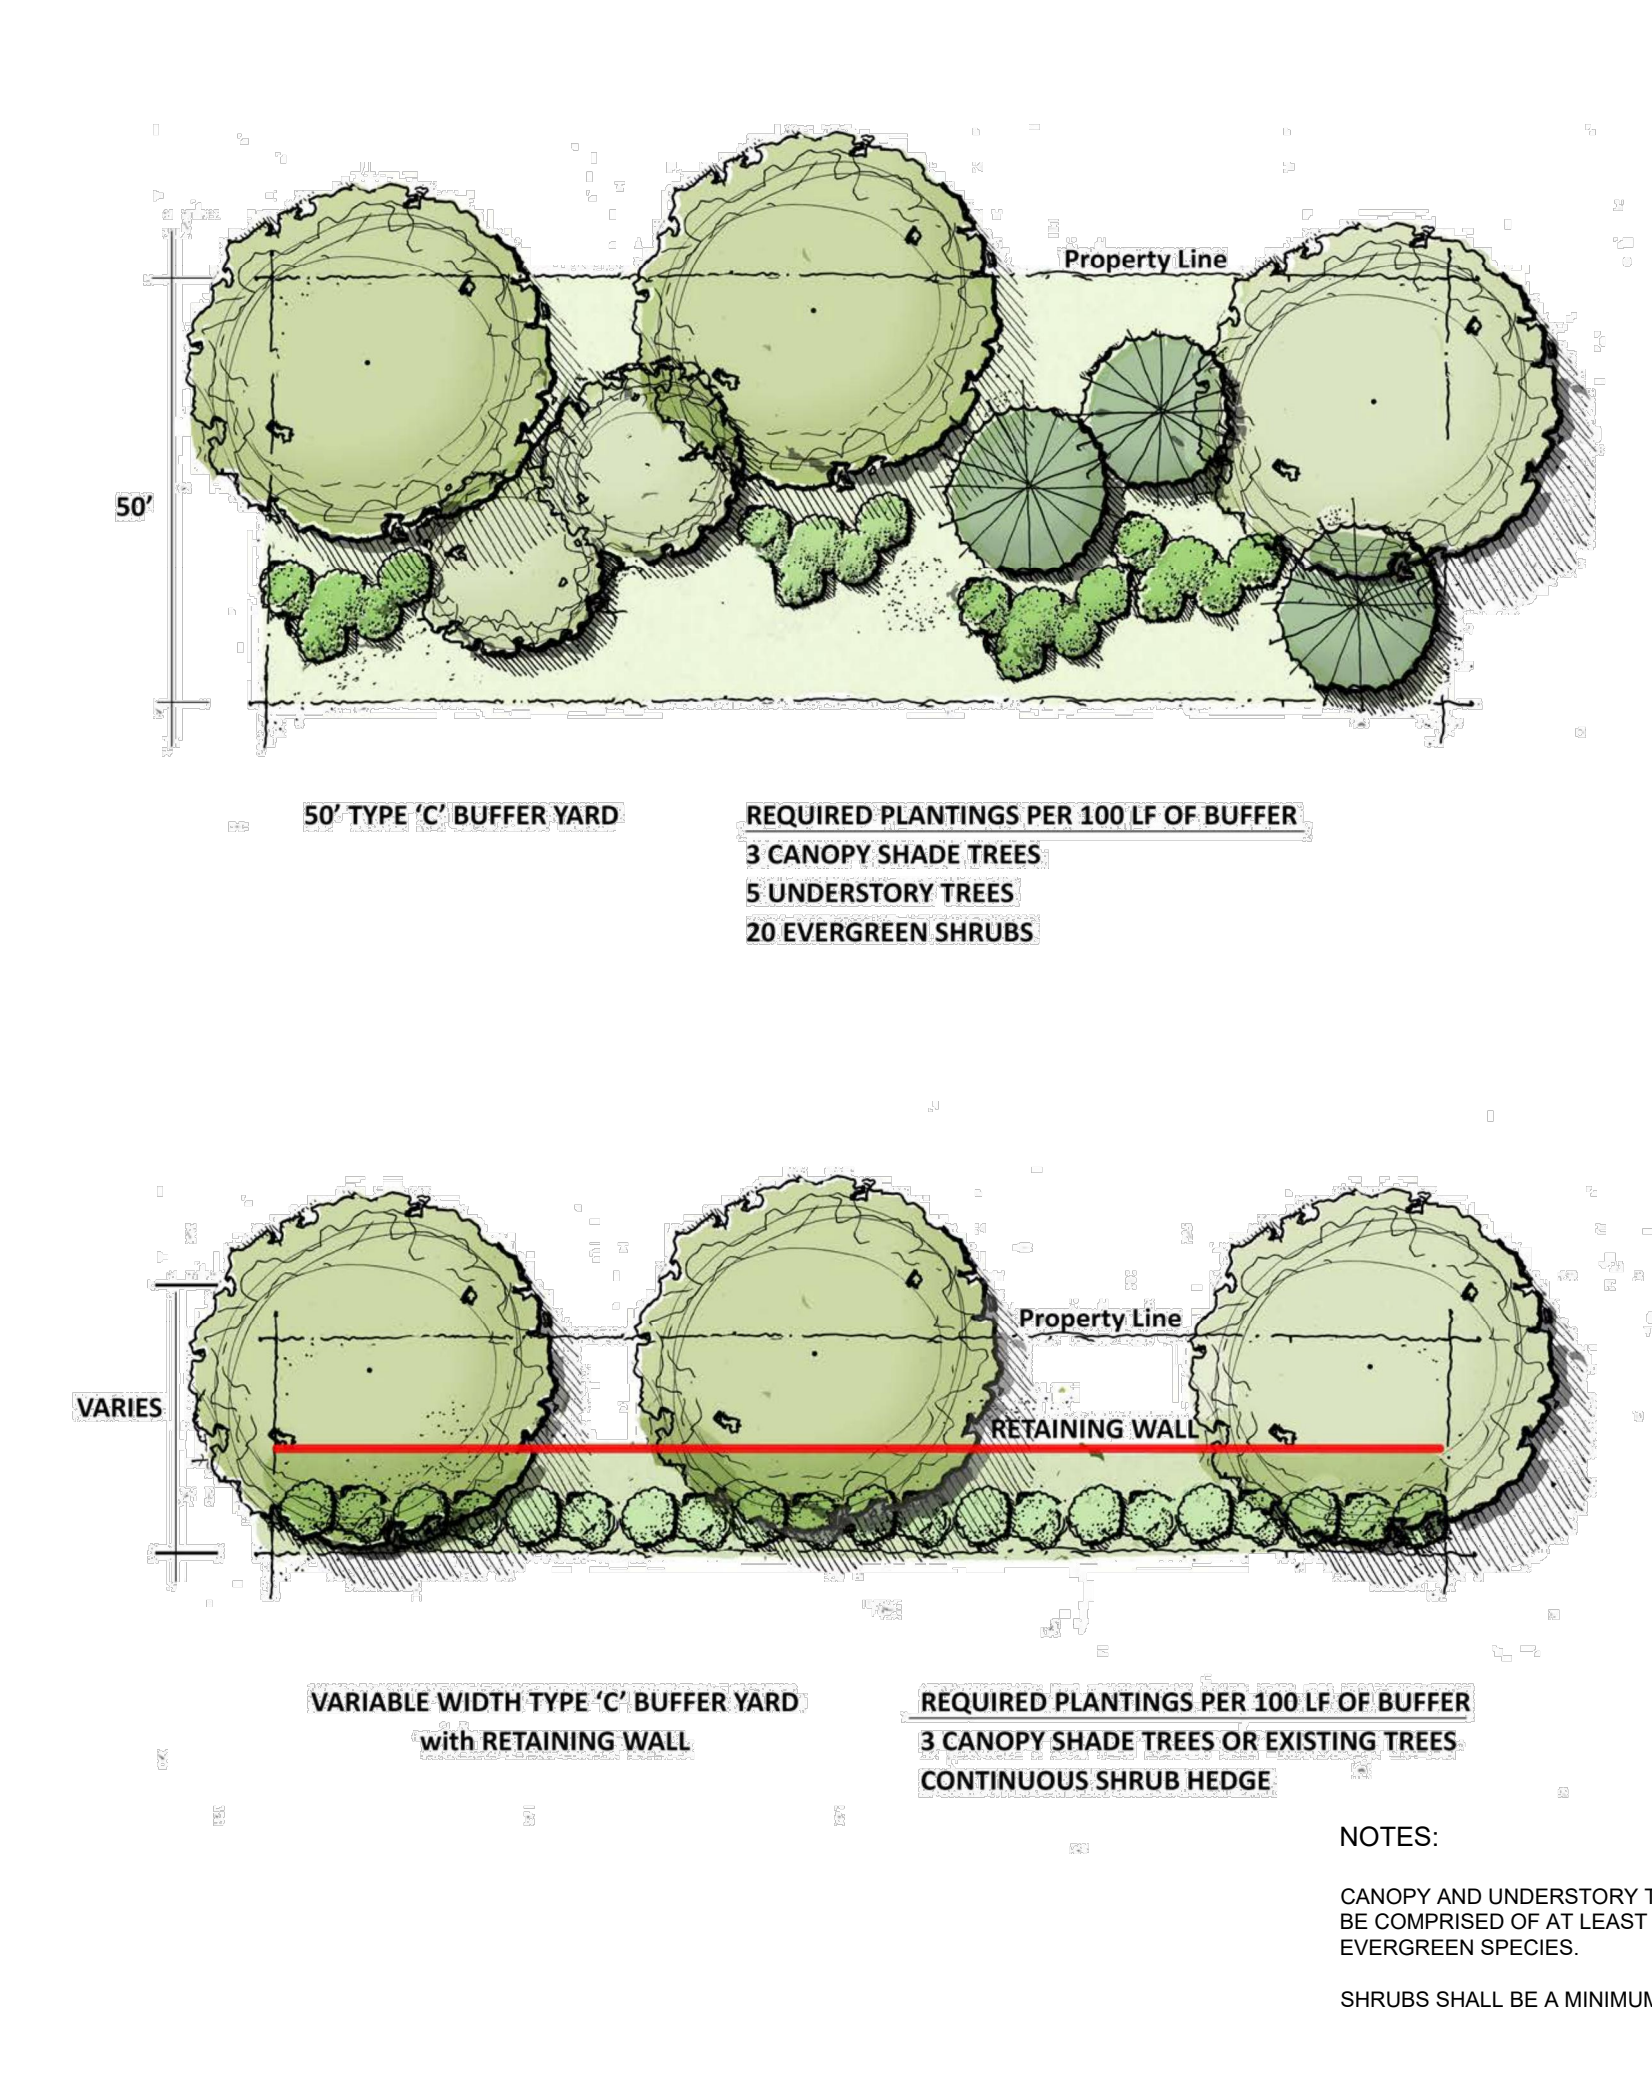 Property Line
50’
50’ TYPE ‘C’ BUFFER YARD
REQUIRED PLANTINGS PER 100 LF OF BUFFER
3 CANOPY SHADE TREES
5 UNDERSTORY TREES
20 EVERGREEN SHRUBS
Property Line
VARIES
RETAINING WALL
VARIABLE WIDTH TYPE ‘C’ BUFFER YARD
with RETAINING WALL
REQUIRED PLANTINGS PER 100 LF OF BUFFER
3 CANOPY SHADE TREES OR EXISTING TREES
CONTINUOUS SHRUB HEDGE
NOTES:
CANOPY AND UNDERSTORY
BE COMPRISED OF AT LEAST
EVERGREEN SPECIES.
SHRUBS SHALL BE A MINIMUM